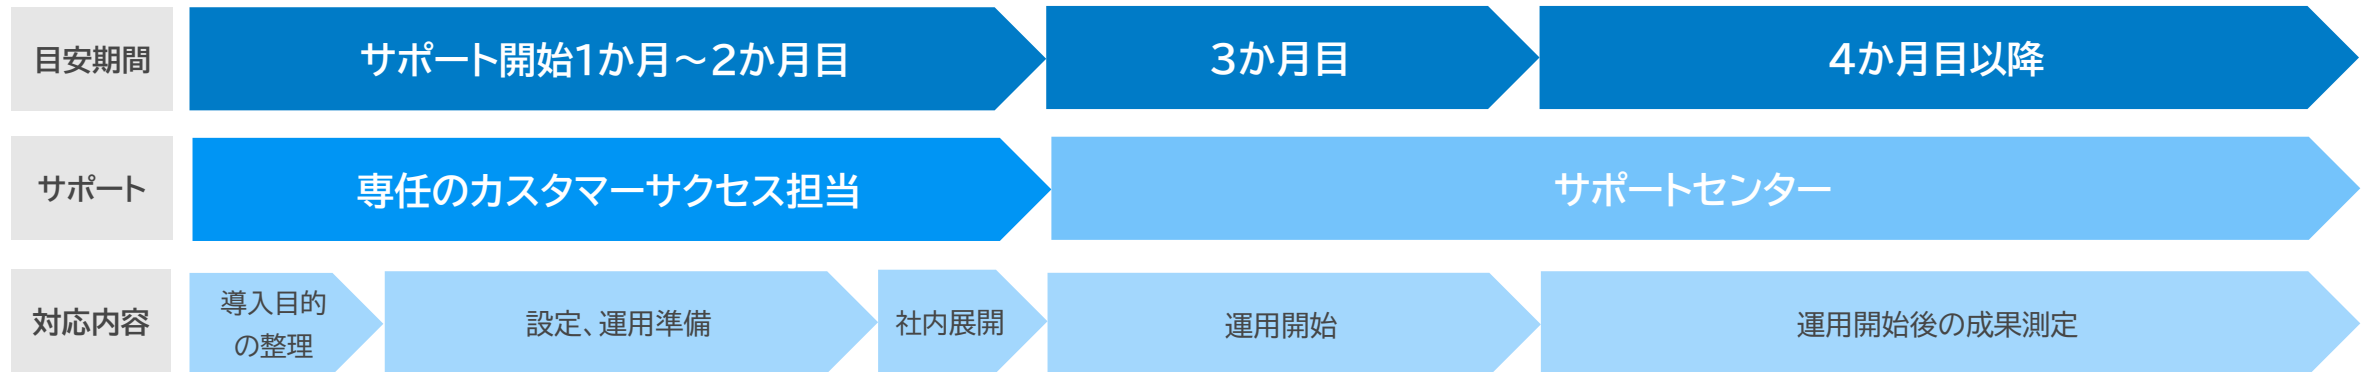 目安期間
サポート開始1か月～2か月目
3か月目
4か月目以降
サポート
専任のカスタマーサクセス担当
サポートセンター
対応内容
導入目的
の整理
設定、運用準備
社内展開
運用開始
運用開始後の成果測定